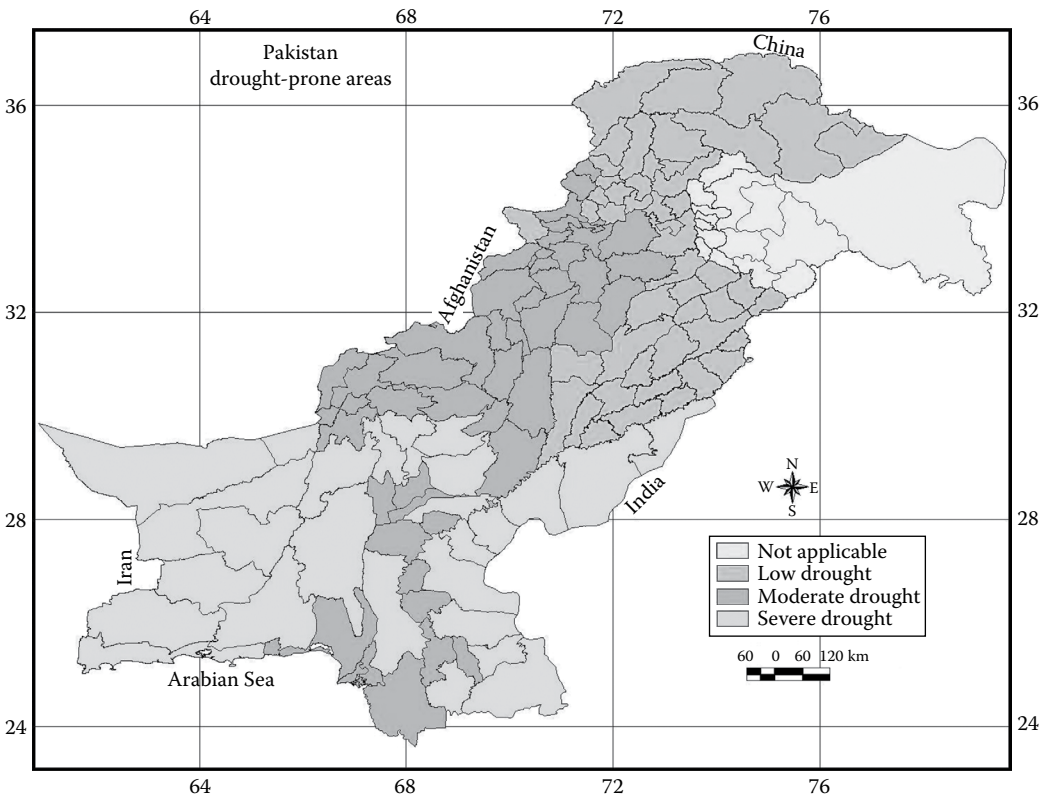 64 68 72 76
Pakistan
drought-prone areas
China
36 36
Afghanistan
32 32
India
N
W E
S
28 28
Iran
Not applicable
Low drought
Moderate drought
Severe drought
60 0 60 120 km
Arabian Sea
24 24
64 68 72 76